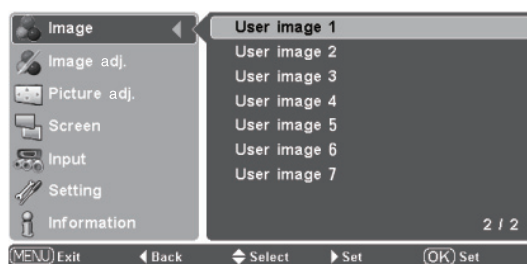 Image
Image adj.
Picture adj.
Screen
Input
Setting
Information
User image 1
User image 2
User image 3
User image 4
User image 5
User image 6
User image 7
2 / 2
MENU Exit Back Select Set OK Set